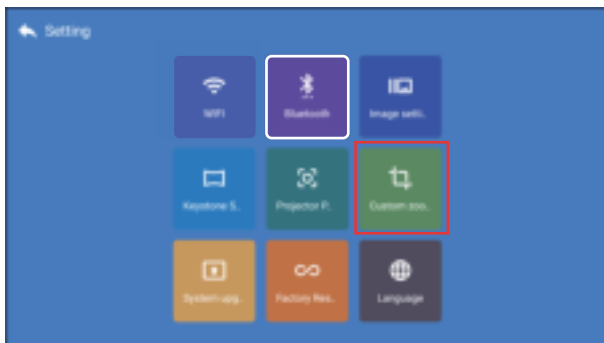 Setting
WIFI
Bluetooth
Image setti..
Keystone S..
Projector P..
Custom zoo..
System upg..
Factory Res..
Language